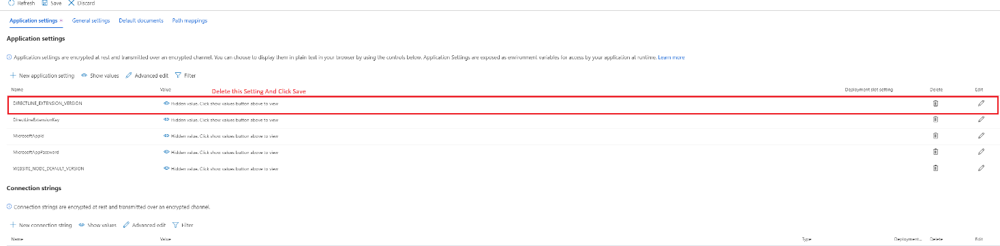 Refresh Save Discard
Application settings * General settings Default documents Path mappings
Application settings
Application settings are encrypted at rest and transmitted over an encrypted channel. You can choose to display them in plain text in your browser by using the controls below. Application Settings are exposed as environment variables for access by your application at runtime. Learn more
New application setting Show values Advanced edit Filter
Delete this Setting And Click Save
Name Value Deployment slot setting Delete Edit
DIRECTLINE_EXTENSION_VERSION Hidden value. Click show values button above to view
DirectLineExtensionKey Hidden value. Click show values button above to view
MicrosoftAppId Hidden value. Click show values button above to view
MicrosoftAppPassword Hidden value. Click show values button above to view
WEBSITE_NODE_DEFAULT_VERSION Hidden value. Click show values button above to view
Connection strings
Connection strings are encrypted at rest and transmitted over an encrypted channel.
New connection string Show values Advanced edit Filter
Name Value Type Deployment... Delete Edit